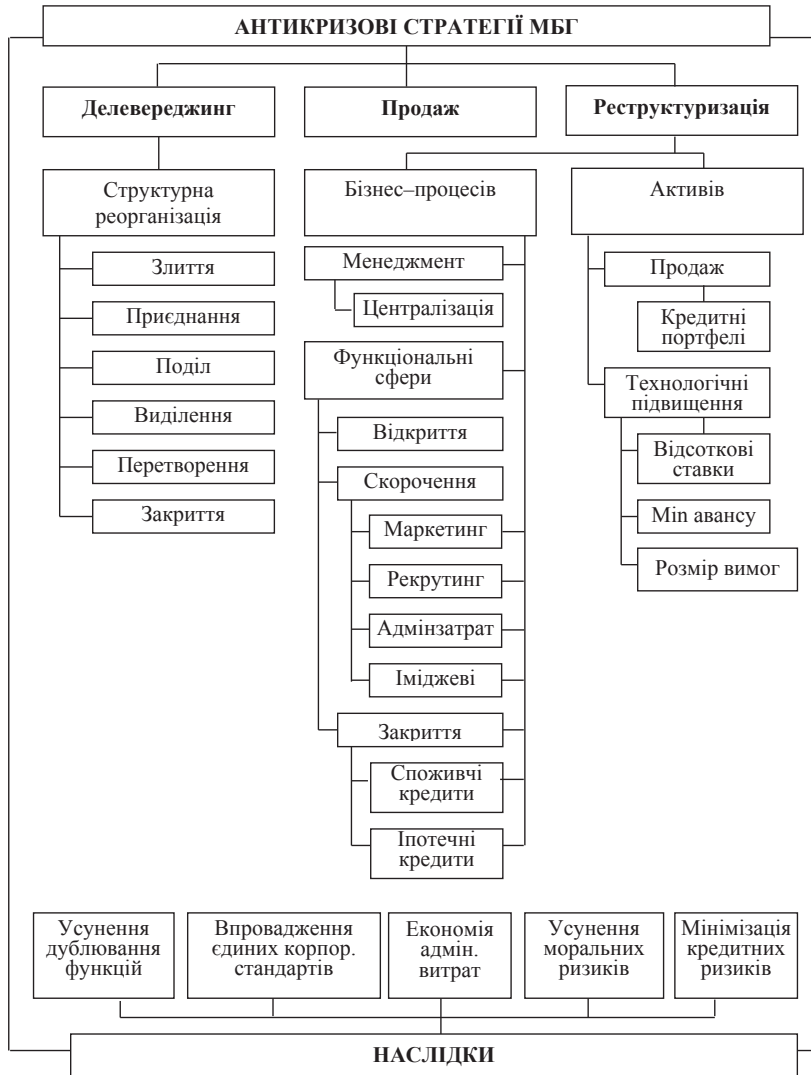 АНТИКРИЗОВІ СТРАТЕГІЇ МБГ
Делевереджинг
Продаж
Реструктуризація
Структурна
реорганізація
Злиття
Приєднання
Поділ
Виділення
Перетворення
Закриття
Бізнес–процесів
Менеджмент
Централізація
Функціональні
сфери
Відкриття
Скорочення
Маркетинг
Рекрутинг
Адмінзатрат
Іміджеві
Закриття
Споживчі
кредити
Іпотечні
кредити
Активів
Продаж
Кредитні
портфелі
Технологічні
підвищення
Відсоткові
ставки
Min авансу
Розмір вимог
Усунення
дублювання
функцій
Впровадження
єдиних корпор.
стандартів
Економія
адмін.
витрат
Усунення
моральних
ризиків
Мінімізація
кредитних
ризиків
НАСЛІДКИ